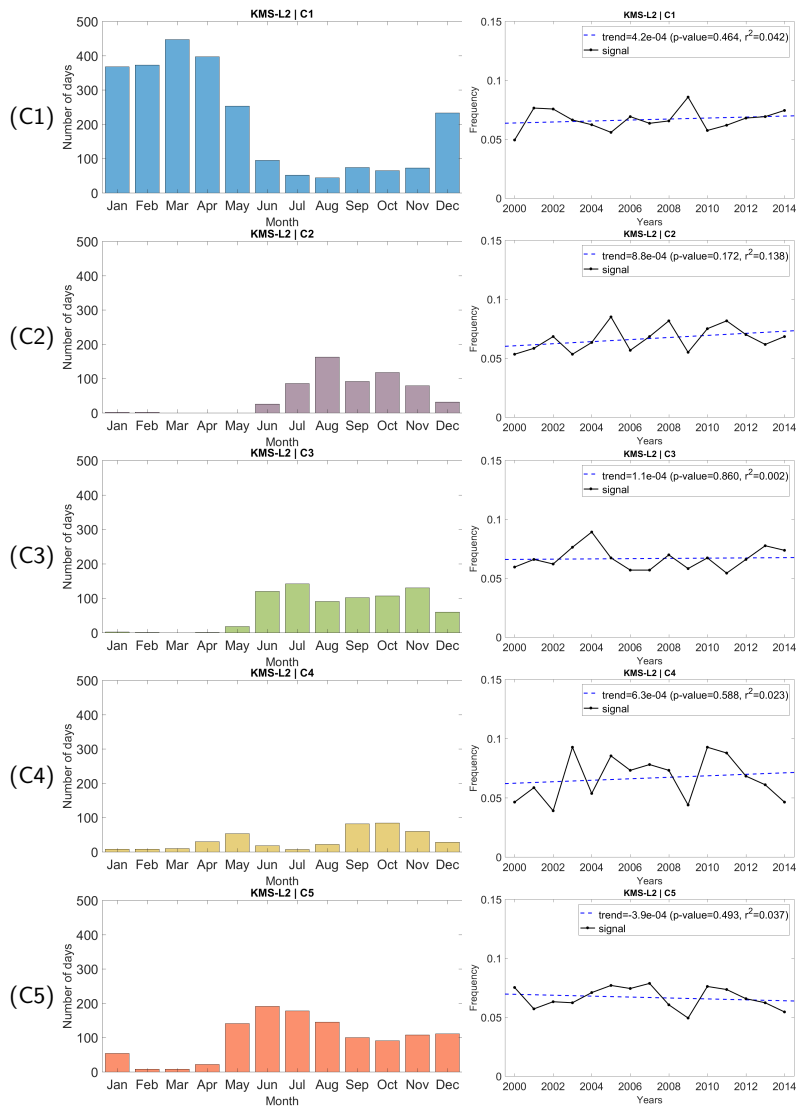 KMS-L2 | C1
500
400
300
200
100
0
Number of days
(C1)
Jan Feb Mar Apr May Jun Jul Aug Sep Oct Nov Dec
Month
KMS-L2 | C1
trend=4.2e-04 (p-value=0.464, r²=0.042)
signal
0.15
0.1
0.05
0
Frequency
2000 2002 2004 2006 2008 2010 2012 2014
Years
KMS-L2 | C2
500
400
300
200
100
0
Number of days
(C2)
Jan Feb Mar Apr May Jun Jul Aug Sep Oct Nov Dec
Month
KMS-L2 | C2
trend=8.8e-04 (p-value=0.172, r²=0.138)
signal
0.15
0.1
0.05
0
Frequency
2000 2002 2004 2006 2008 2010 2012 2014
Years
KMS-L2 | C3
500
400
300
200
100
0
Number of days
(C3)
Jan Feb Mar Apr May Jun Jul Aug Sep Oct Nov Dec
Month
KMS-L2 | C3
trend=1.1e-04 (p-value=0.860, r²=0.002)
signal
0.15
0.1
0.05
0
Frequency
2000 2002 2004 2006 2008 2010 2012 2014
Years
KMS-L2 | C4
500
400
300
200
100
0
Number of days
(C4)
Jan Feb Mar Apr May Jun Jul Aug Sep Oct Nov Dec
Month
KMS-L2 | C4
trend=6.3e-04 (p-value=0.588, r²=0.023)
signal
0.15
0.1
0.05
0
Frequency
2000 2002 2004 2006 2008 2010 2012 2014
Years
KMS-L2 | C5
500
400
300
200
100
0
Number of days
(C5)
Jan Feb Mar Apr May Jun Jul Aug Sep Oct Nov Dec
Month
KMS-L2 | C5
trend=-3.9e-04 (p-value=0.493, r²=0.037)
signal
0.15
0.1
0.05
0
Frequency
2000 2002 2004 2006 2008 2010 2012 2014
Years